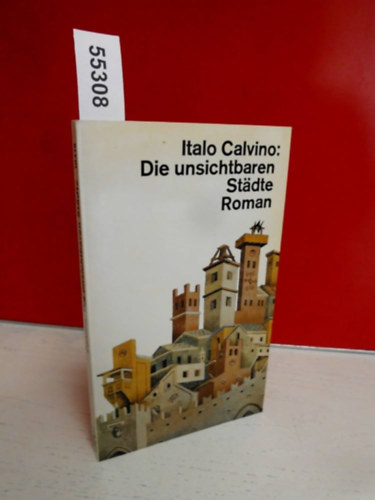 55308
Italo Calvino:
Die unsichtbaren
Städte
Roman